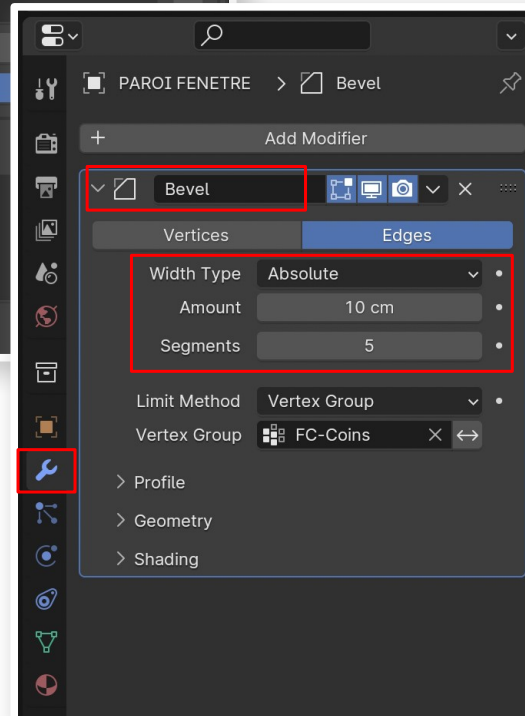 PAROI FENETRE > Bevel
+ Add Modifier
Bevel
Vertices Edges
Width Type Absolute
Amount 10 cm
Segments 5
Limit Method Vertex Group
Vertex Group FC-Coins
Profile
Geometry
Shading